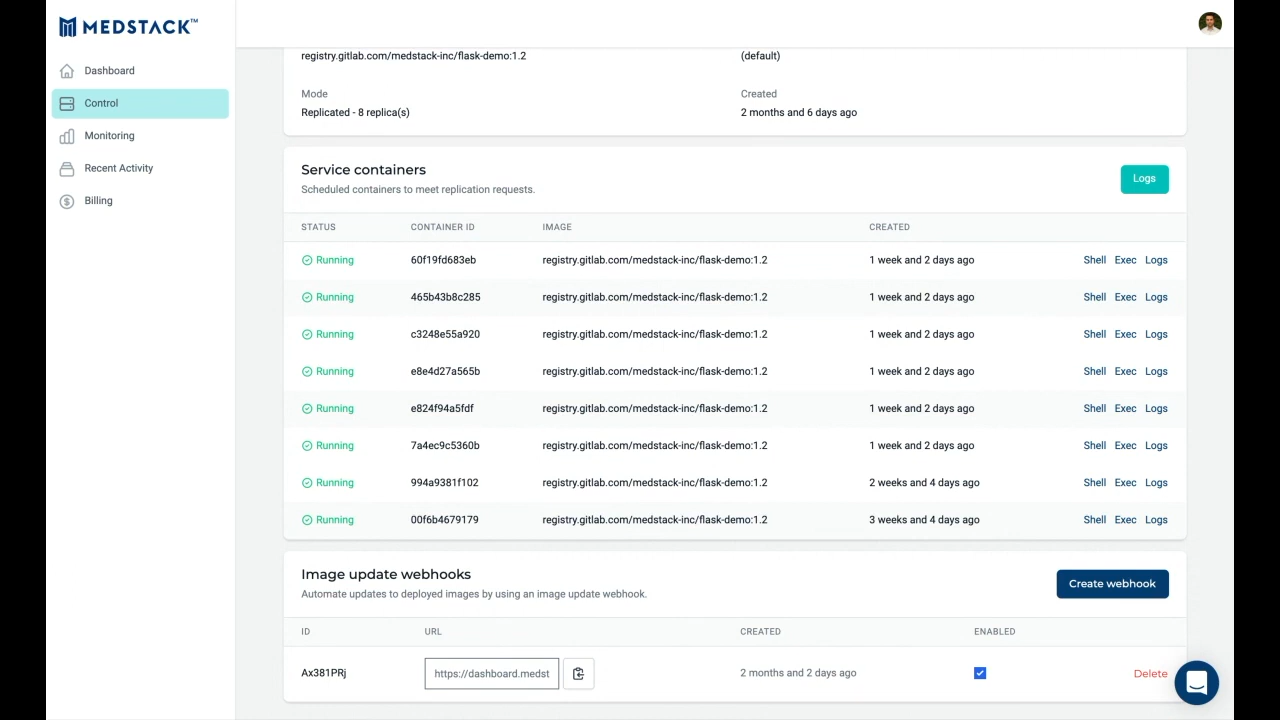 MEDSTACK™
Dashboard
Control
Monitoring
Recent Activity
Billing
registry.gitlab.com/medstack-inc/flask-demo:1.2 (default)
Mode Created
Replicated - 8 replica(s) 2 months and 6 days ago
Service containers
Scheduled containers to meet replication requests.
Logs
STATUS CONTAINER ID IMAGE CREATED
Running 60f19fd683eb registry.gitlab.com/medstack-inc/flask-demo:1.2 1 week and 2 days ago Shell Exec Logs
Running 465b43b8c285 registry.gitlab.com/medstack-inc/flask-demo:1.2 1 week and 2 days ago Shell Exec Logs
Running c3248e55a920 registry.gitlab.com/medstack-inc/flask-demo:1.2 1 week and 2 days ago Shell Exec Logs
Running e8e4d27a565b registry.gitlab.com/medstack-inc/flask-demo:1.2 1 week and 2 days ago Shell Exec Logs
Running e824f94a5fdf registry.gitlab.com/medstack-inc/flask-demo:1.2 1 week and 2 days ago Shell Exec Logs
Running 7a4ec9c5360b registry.gitlab.com/medstack-inc/flask-demo:1.2 1 week and 2 days ago Shell Exec Logs
Running 994a9381f102 registry.gitlab.com/medstack-inc/flask-demo:1.2 2 weeks and 4 days ago Shell Exec Logs
Running 00f6b4679179 registry.gitlab.com/medstack-inc/flask-demo:1.2 3 weeks and 4 days ago Shell Exec Logs
Image update webhooks
Automate updates to deployed images by using an image update webhook.
Create webhook
ID URL CREATED ENABLED
Ax381PRj https://dashboard.medst 2 months and 2 days ago Delete